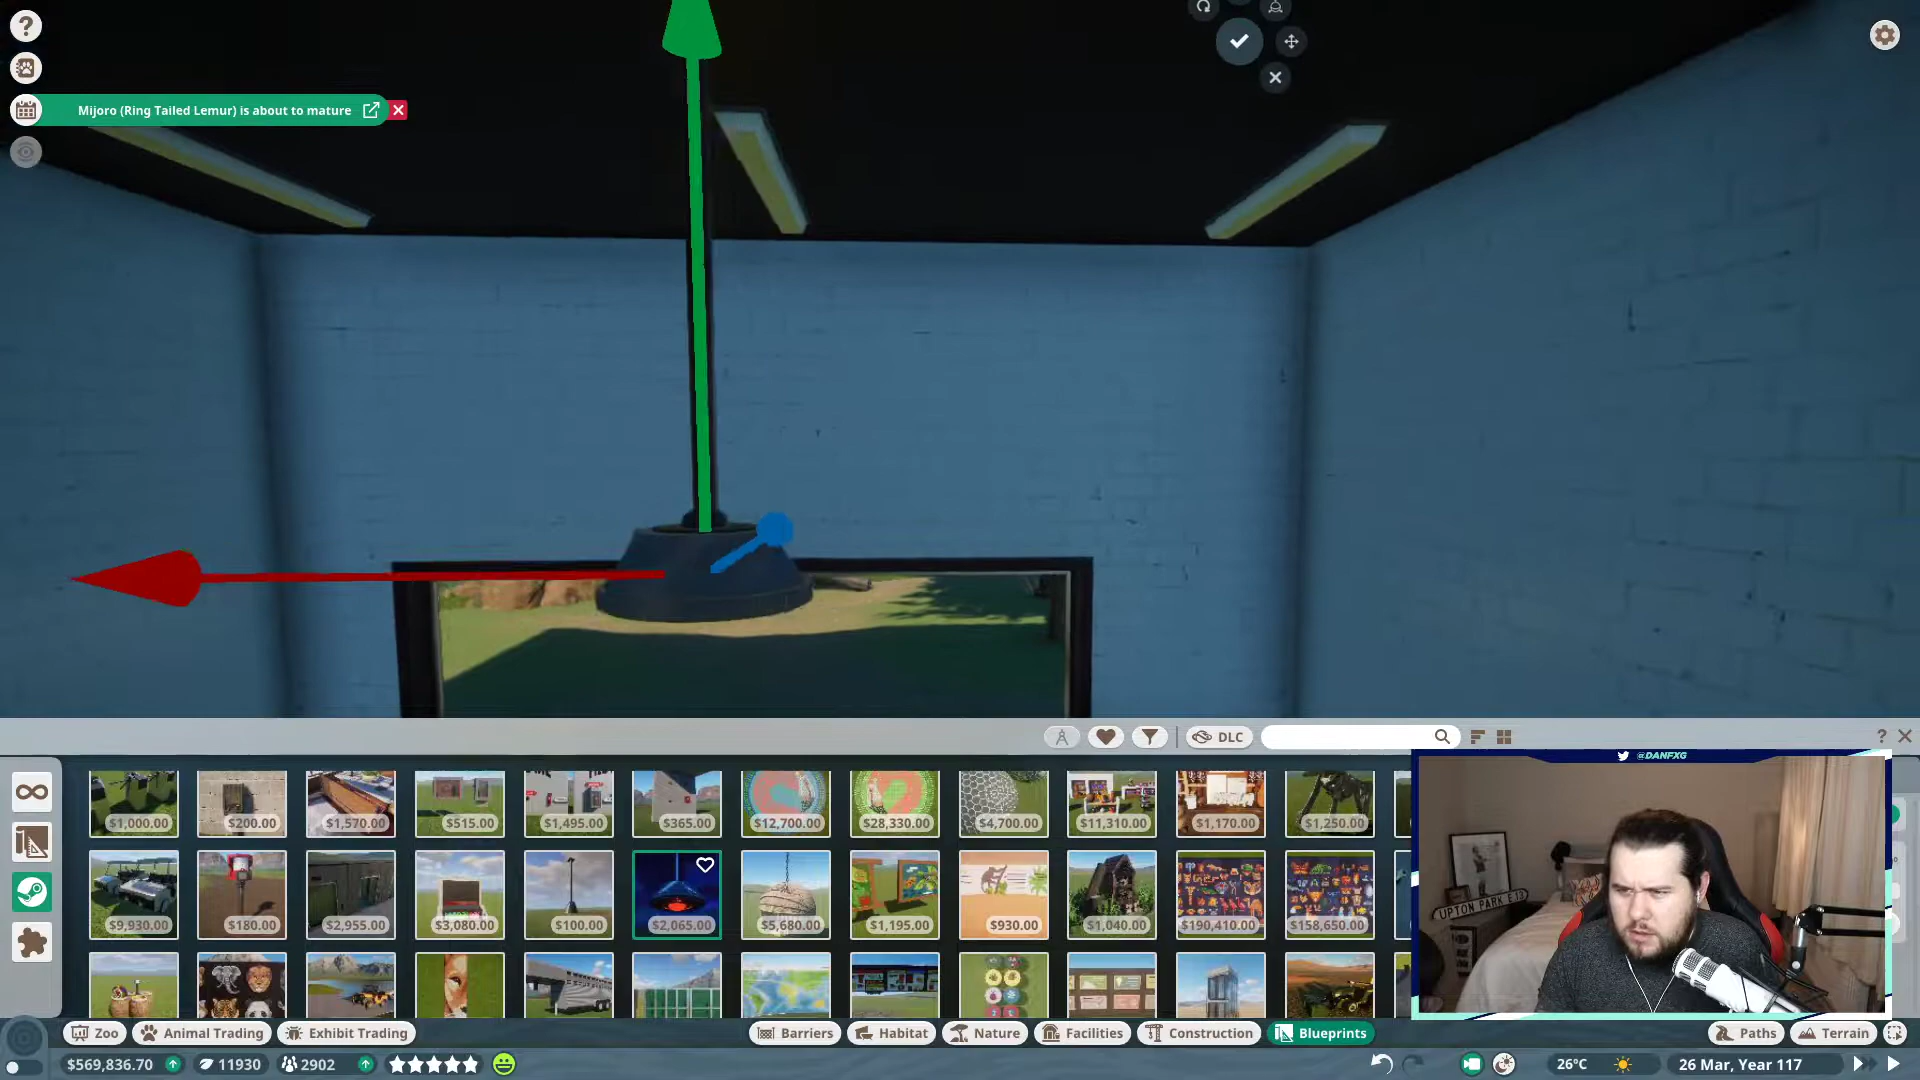 ?
Mijoro (Ring Tailed Lemur) is about to mature
DLC
?
$1,000.00 $200.00 $1,570.00 $515.00 $1,495.00 $365.00 $12,700.00 $28,330.00 $4,700.00 $11,310.00 $1,170.00 $1,250.00
@DANFXG
$9,930.00 $180.00 $2,955.00 $3,080.00 $100.00 $2,065.00 $5,680.00 $1,195.00 $930.00 $1,040.00 $190,410.00 $158,650.00
UPTON PARK E13
Zoo Animal Trading Exhibit Trading Barriers Habitat Nature Facilities Construction Blueprints Paths Terrain
$569,836.70 11930 2902 26°C 26 Mar, Year 117